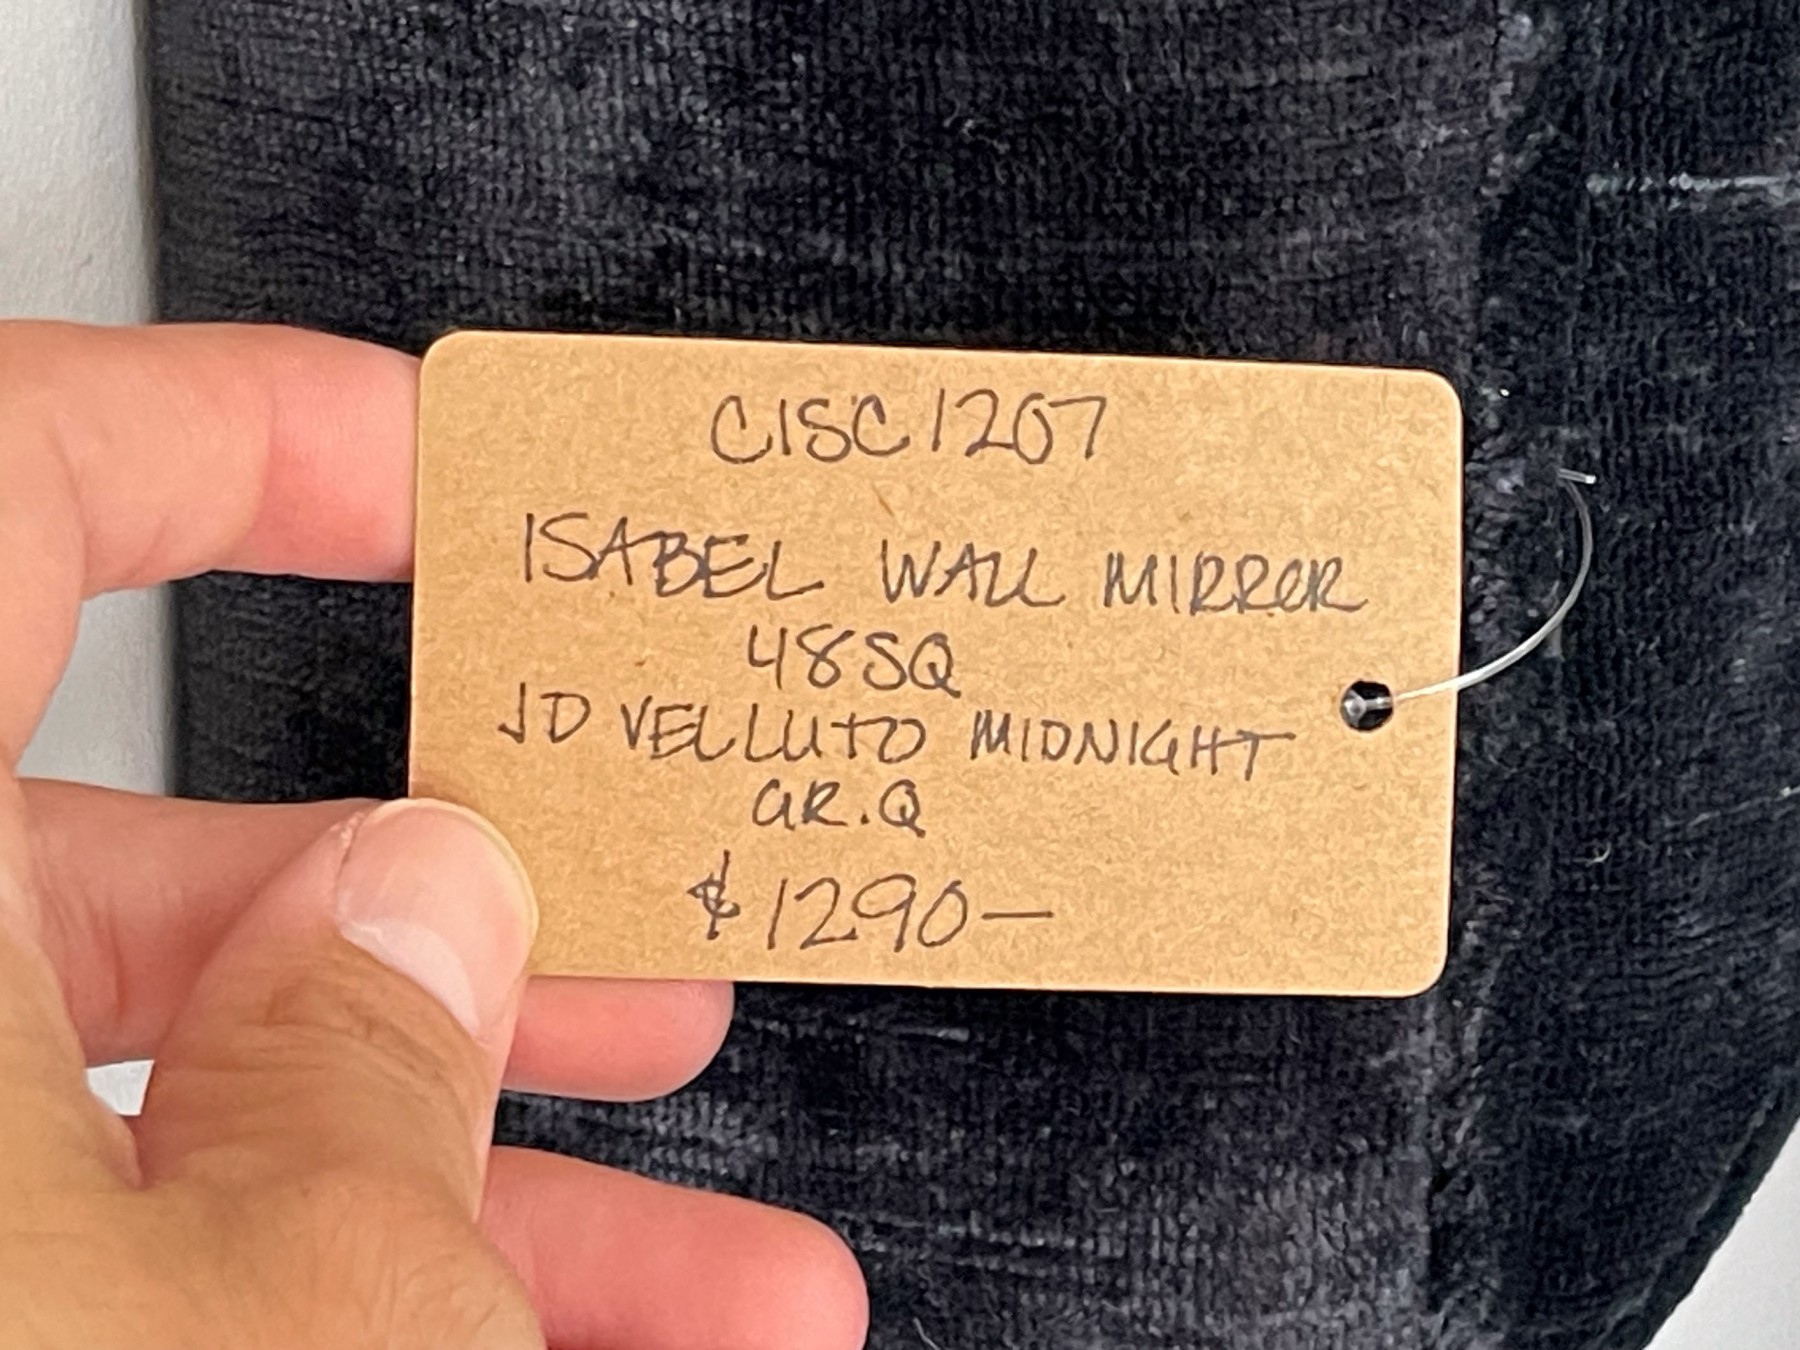 CISC1207
ISABEL WALL MIRROR
48SQ
JD VELLUTO MIDNIGHT
GR.Q
$1290—